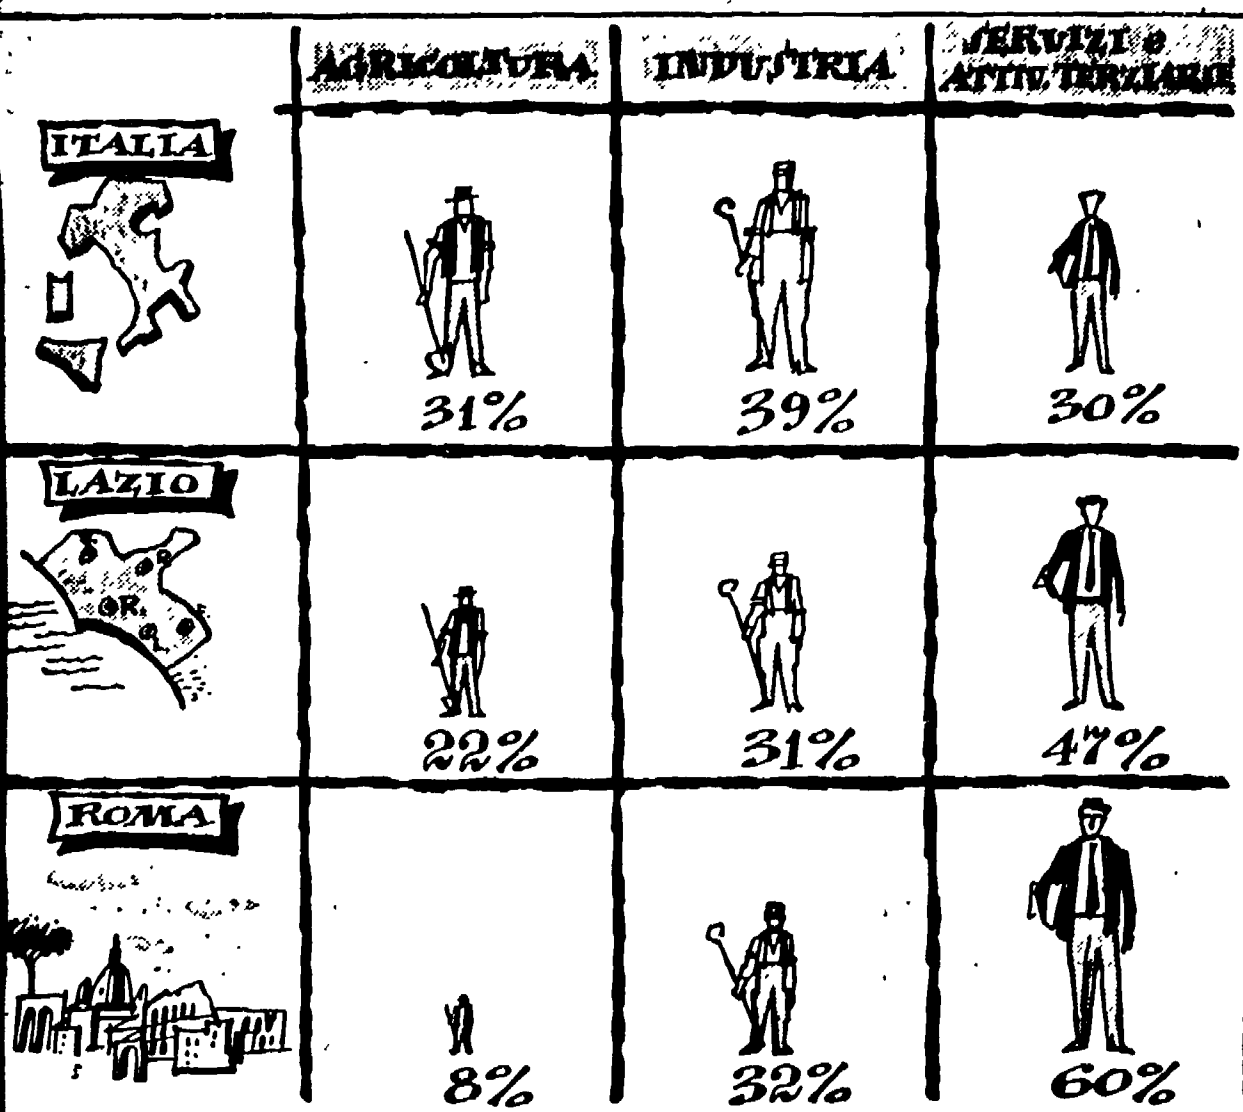 AGRICOLTURA INDUSTRIA SERVIZI e
ATTIV. TERZIARIE
ITALIA
31% 39% 30%
LAZIO
R.
L.
22% 31% 47%
ROMA
8% 32% 60%